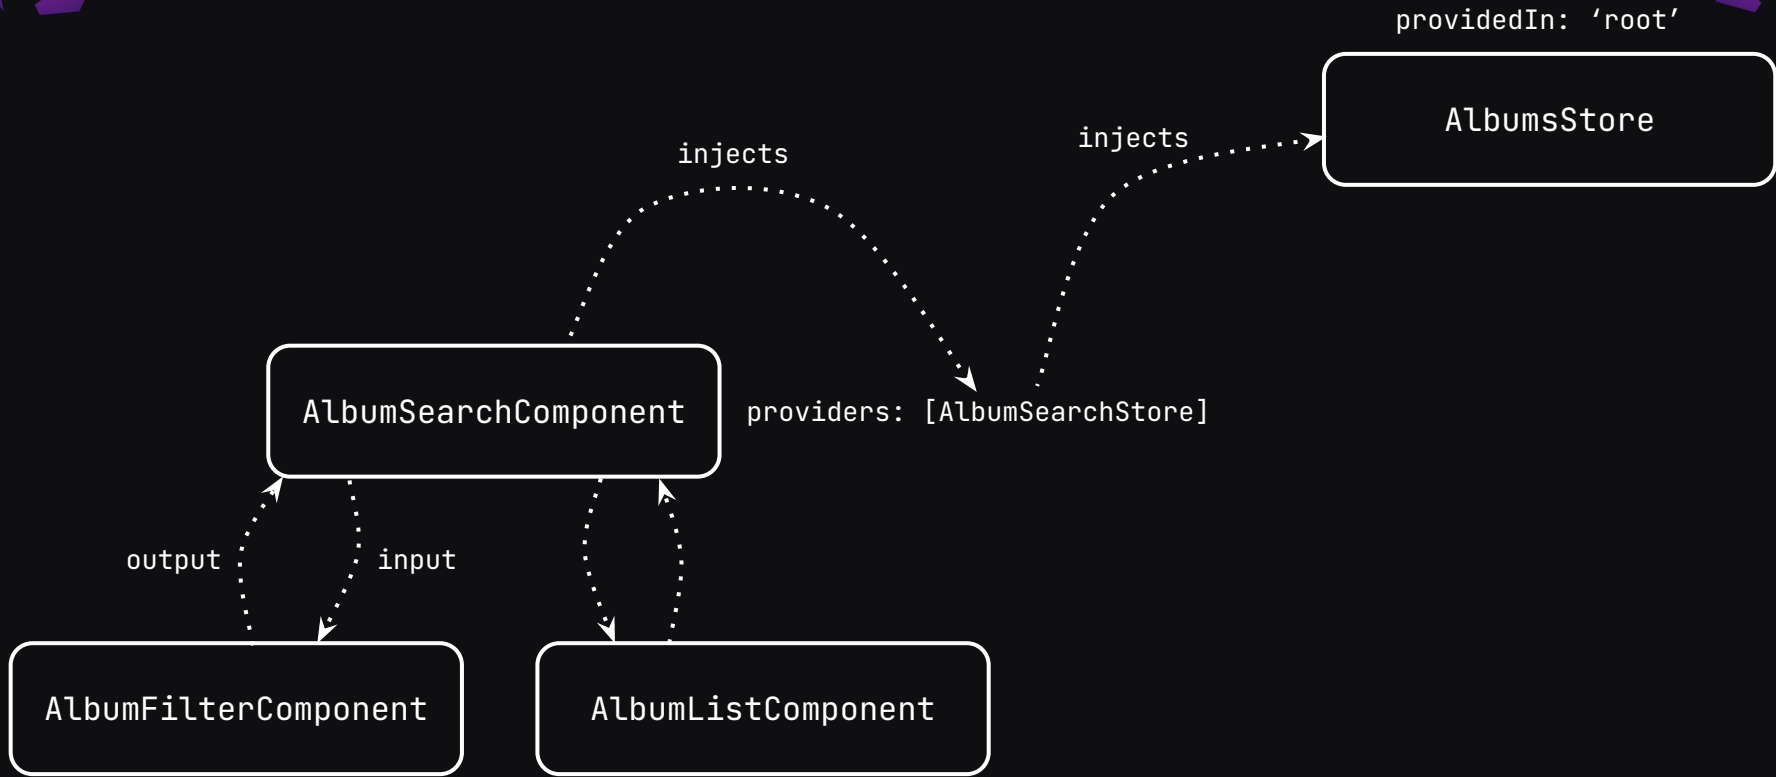 providedIn: ‘root’
AlbumsStore
injects
injects
AlbumSearchComponent
providers: [AlbumSearchStore]
output
input
AlbumFilterComponent
AlbumListComponent